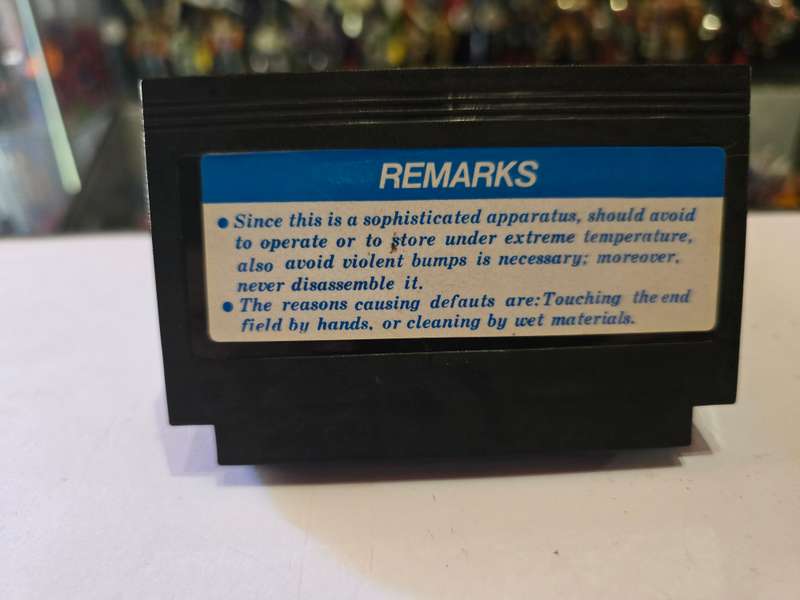 REMARKS
● Since this is a sophisticated apparatus, should avoid
to operate or to store under extreme temperature,
also avoid violent bumps is necessary; moreover,
never disassemble it.
● The reasons causing defauts are: Touching the end
field by hands, or cleaning by wet materials.